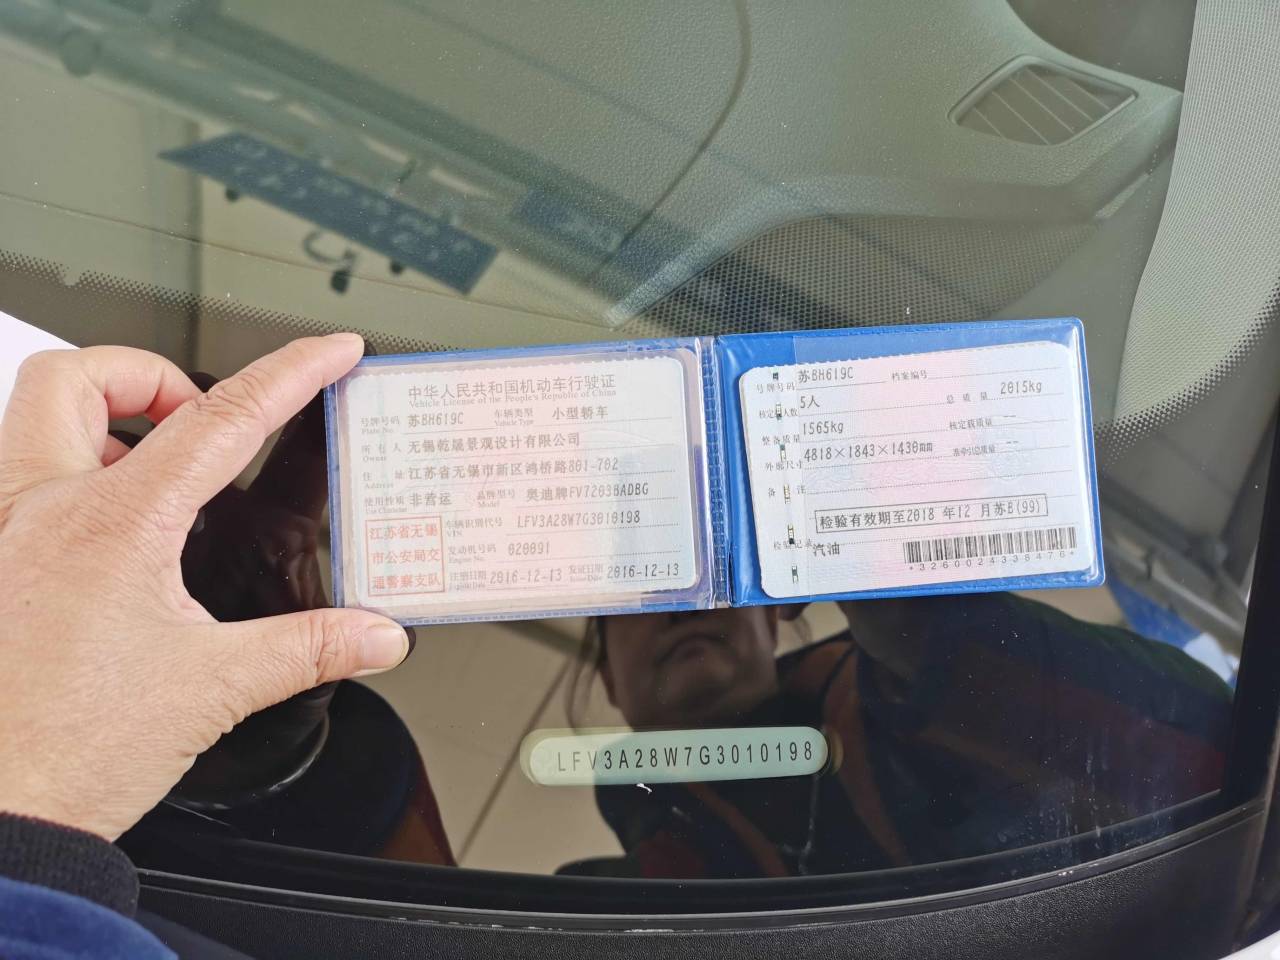 中华人民共和国机动车行驶证
Vehicle License of the People's Republic of China
号牌号码 苏BH619C 车辆类型 小型轿车
Plate No. Vehicle Type
所有人 无锡乾晟景观设计有限公司
Owner
住 址 江苏省无锡市新区鸿桥路801-702
Address
使用性质 非营运 品牌型号 奥迪牌FV7203BADBG
Use Character Model
江苏省无锡
市公安局交
通警察支队
车辆识别代号 LFV3A28W7G3010198
VIN
发动机号码 020091
Engine No.
注册日期 2016-12-13 发证日期 2016-12-13
Register Date Issue Date
号牌号码 苏BH619C 档案编号
核定载人数 5人 总质量 2015kg
整备质量 1565kg 核定载质量 --
外廓尺寸 4818×1843×1430mm 准牵引总质量 --
备 注
检验有效期至2018 年12 月苏B(99)
检验记录 汽油
*3260024338476*
LFV3A28W7G3010198